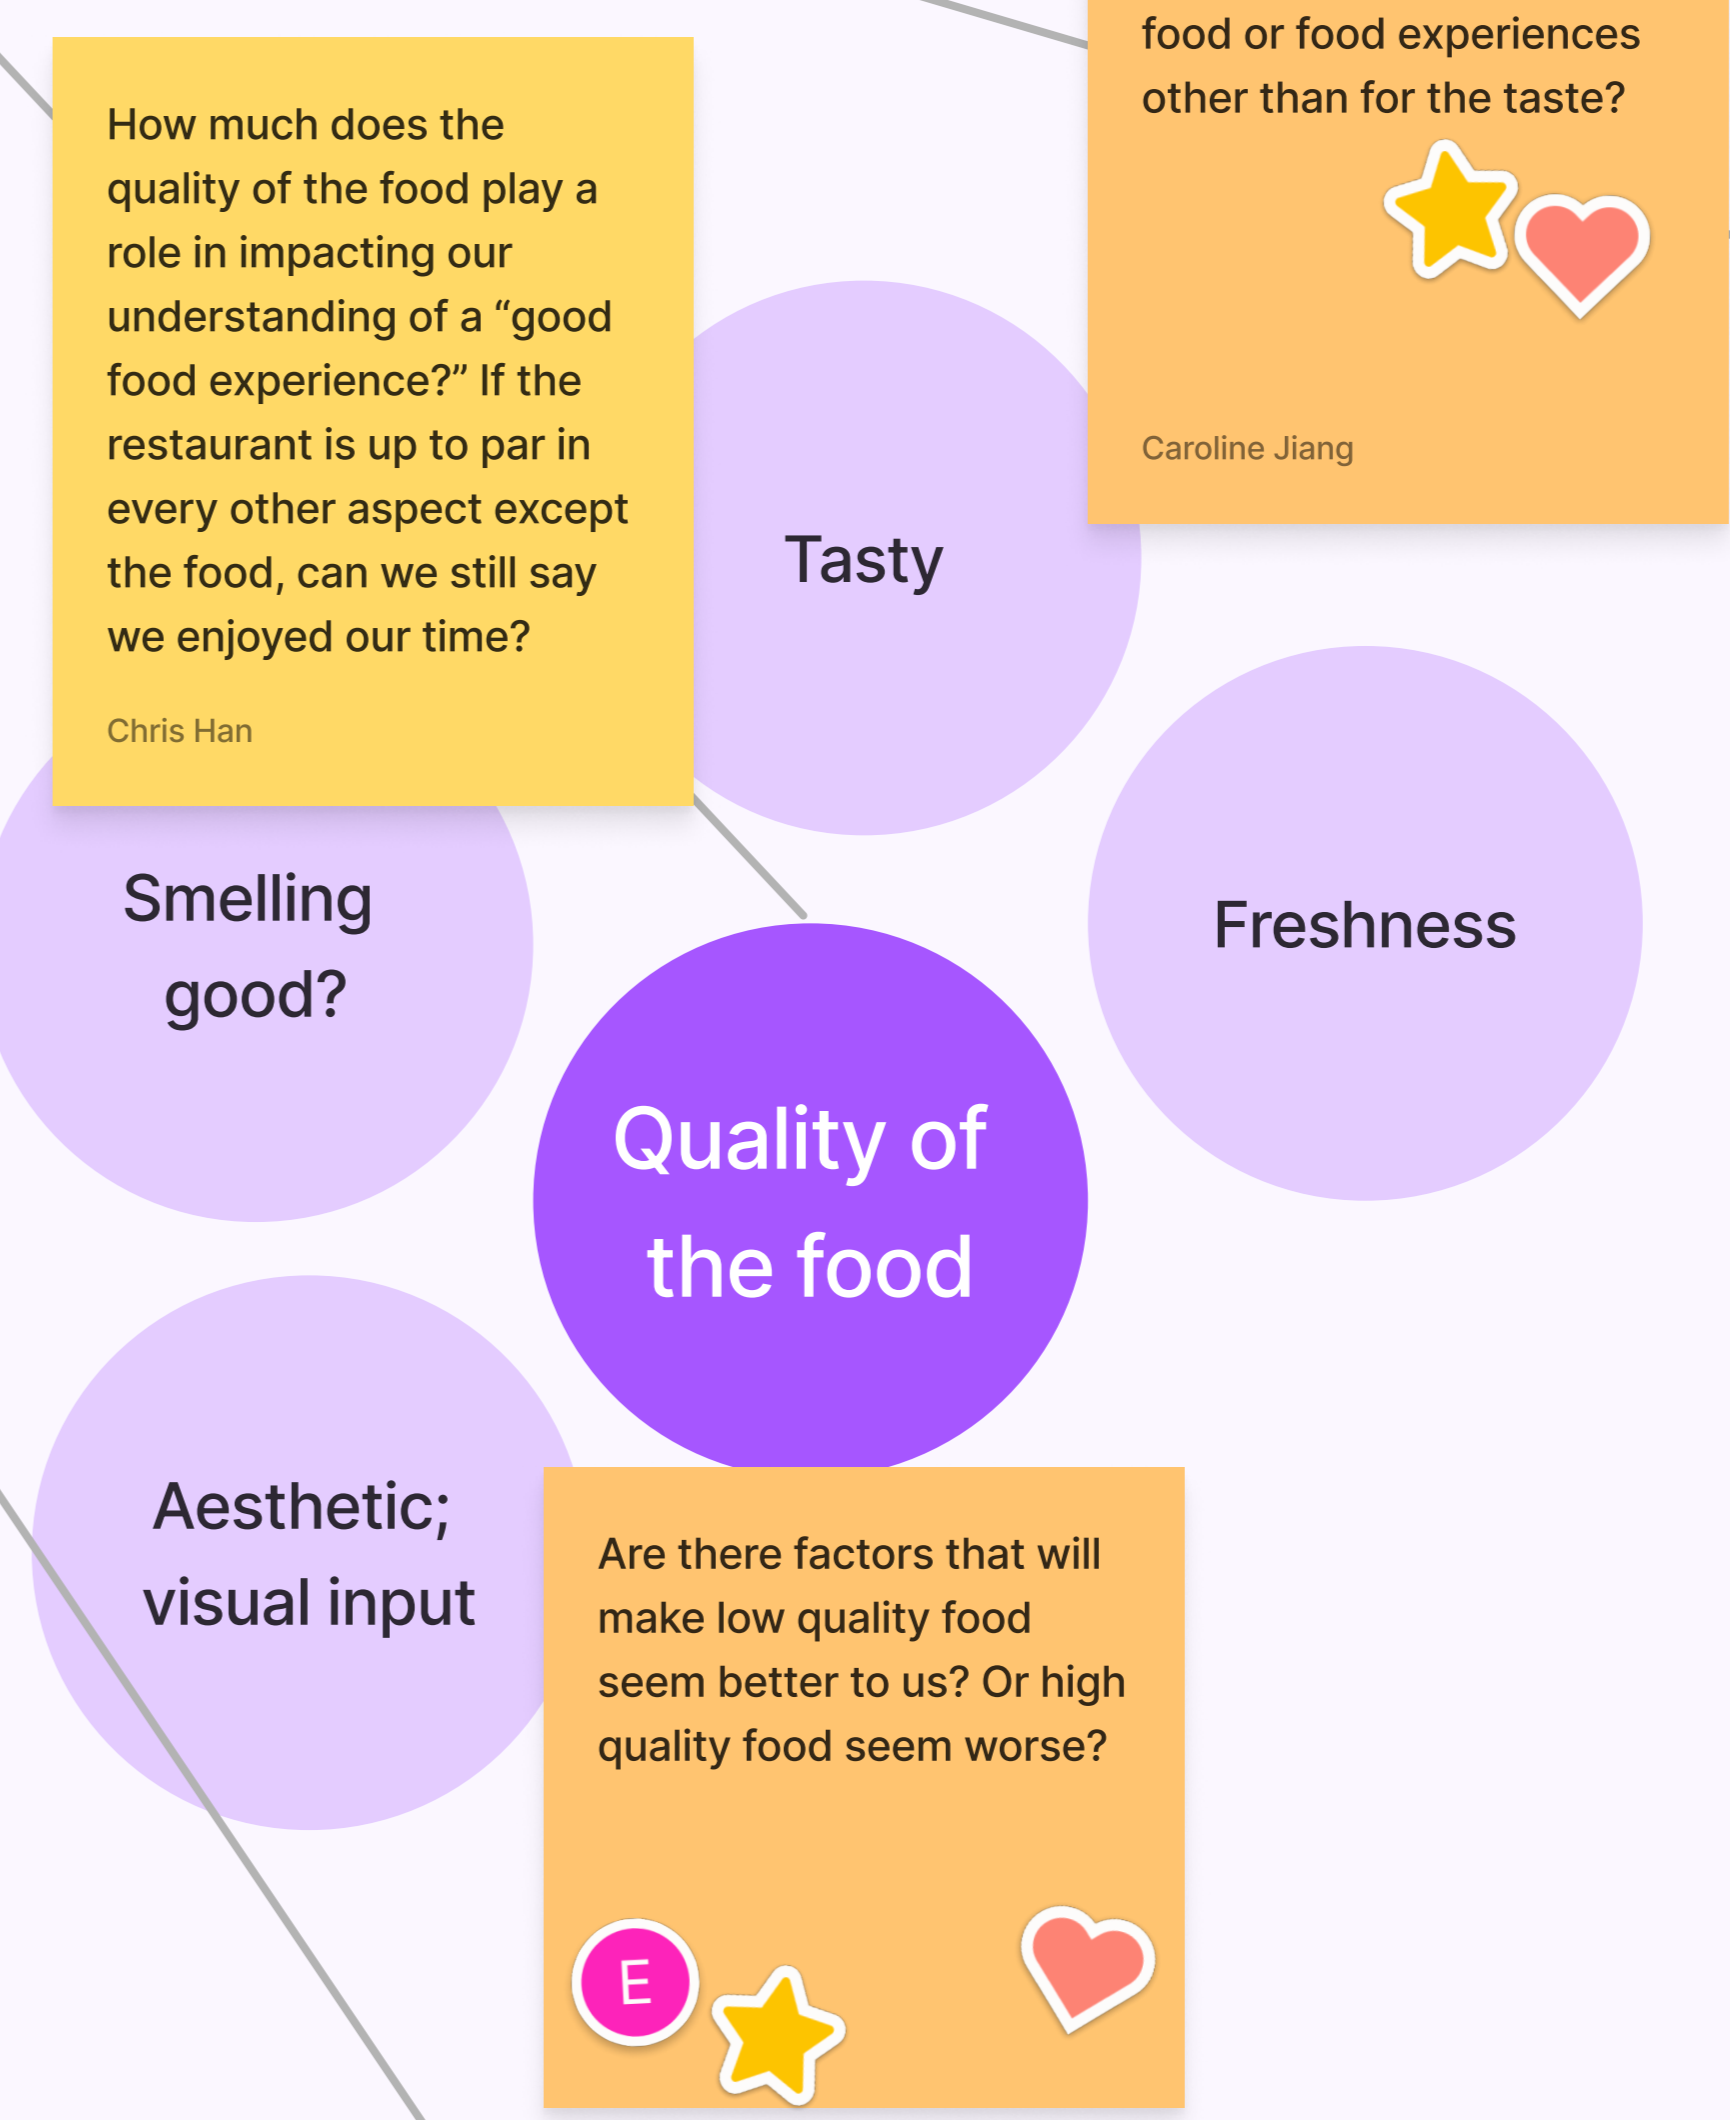 food or food experiences
other than for the taste?
Caroline Jiang
How much does the
quality of the food play a
role in impacting our
understanding of a “good
food experience?” If the
restaurant is up to par in
every other aspect except
the food, can we still say
we enjoyed our time?
Chris Han
Tasty
Smelling
good?
Freshness
Quality of
the food
Aesthetic;
visual input
Are there factors that will
make low quality food
seem better to us? Or high
quality food seem worse?
E